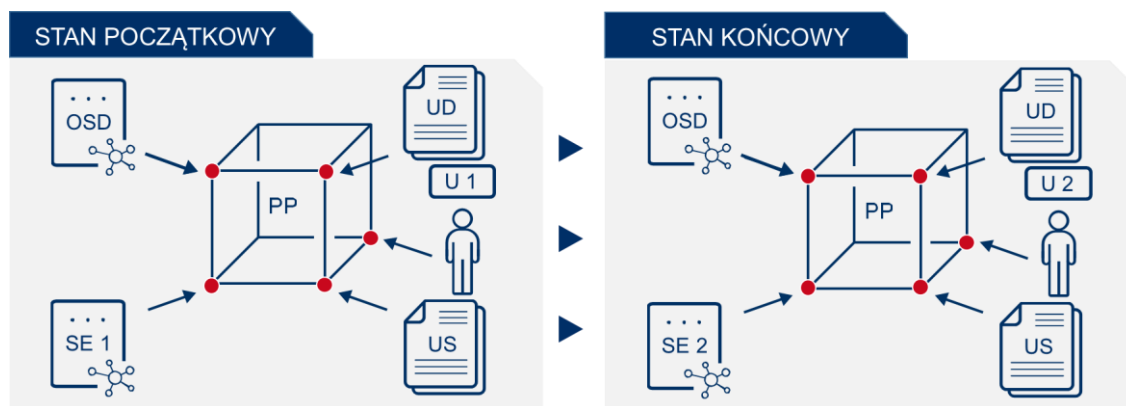 STAN POCZĄTKOWY
OSD
UD
U 1
PP
SE 1
US
STAN KOŃCOWY
OSD
UD
U 2
PP
SE 2
US